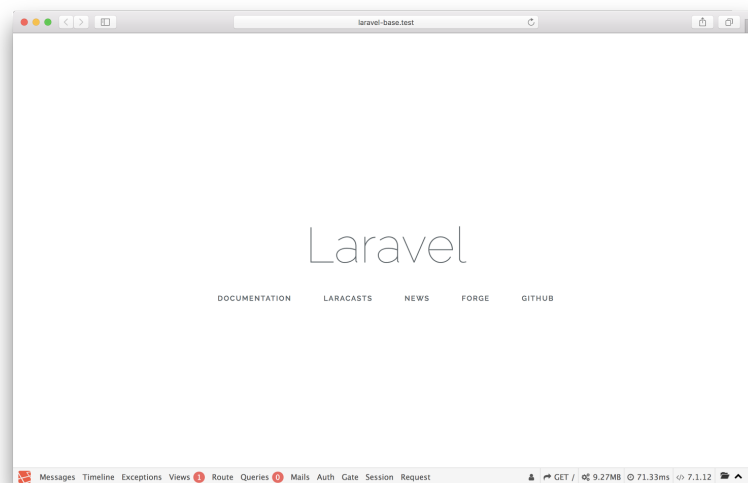 laravel-base.test
Laravel
DOCUMENTATION LARACASTS NEWS FORGE GITHUB
Messages Timeline Exceptions Views 1 Route Queries 0 Mails Auth Gate Session Request GET / 9.27MB 71.33ms </> 7.1.12